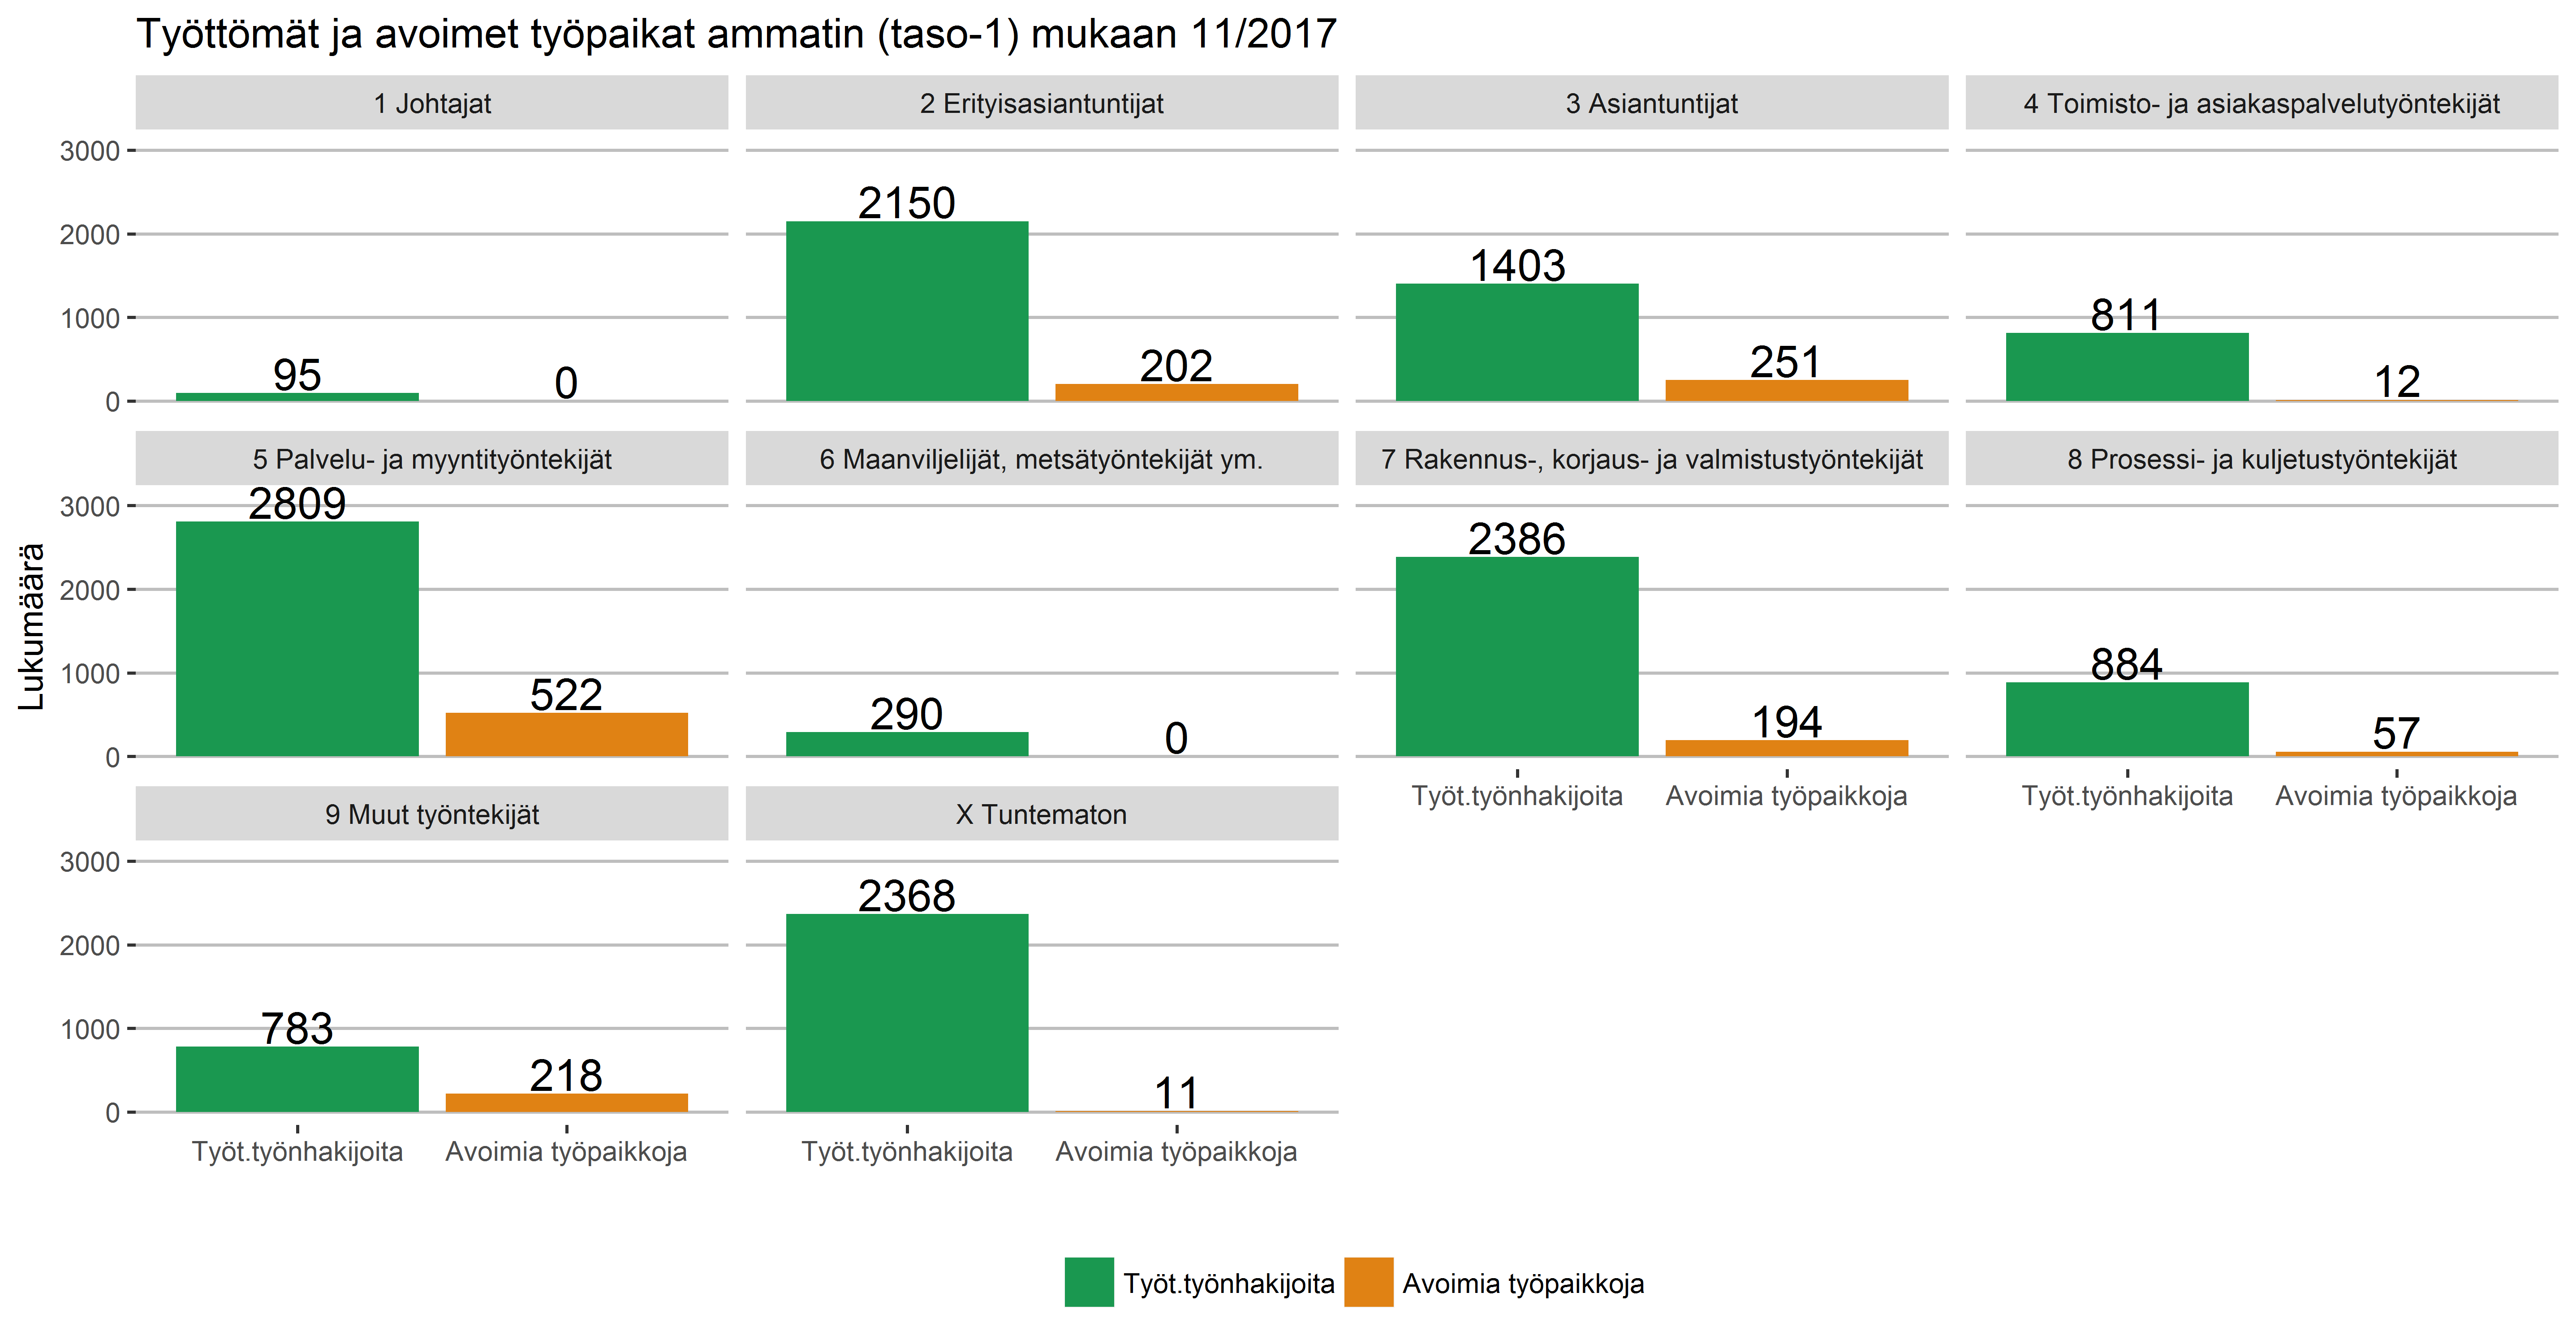 Työttömät ja avoimet työpaikat ammatin (taso-1) mukaan 11/2017
1 Johtajat
2 Erityisasiantuntijat
3 Asiantuntijat
4 Toimisto- ja asiakaspalvelutyöntekijät
3000
2000
1000
0
95
0
2150
202
1403
251
811
12
5 Palvelu- ja myyntityöntekijät
6 Maanviljelijät, metsätyöntekijät ym.
7 Rakennus-, korjaus- ja valmistustyöntekijät
8 Prosessi- ja kuljetustyöntekijät
Lukumäärä
3000
2000
1000
0
2809
522
290
0
2386
194
884
57
Työt.työnhakijoita
Avoimia työpaikkoja
Työt.työnhakijoita
Avoimia työpaikkoja
9 Muut työntekijät
X Tuntematon
3000
2000
1000
0
783
218
2368
11
Työt.työnhakijoita
Avoimia työpaikkoja
Työt.työnhakijoita
Avoimia työpaikkoja
Työt.työnhakijoita
Avoimia työpaikkoja